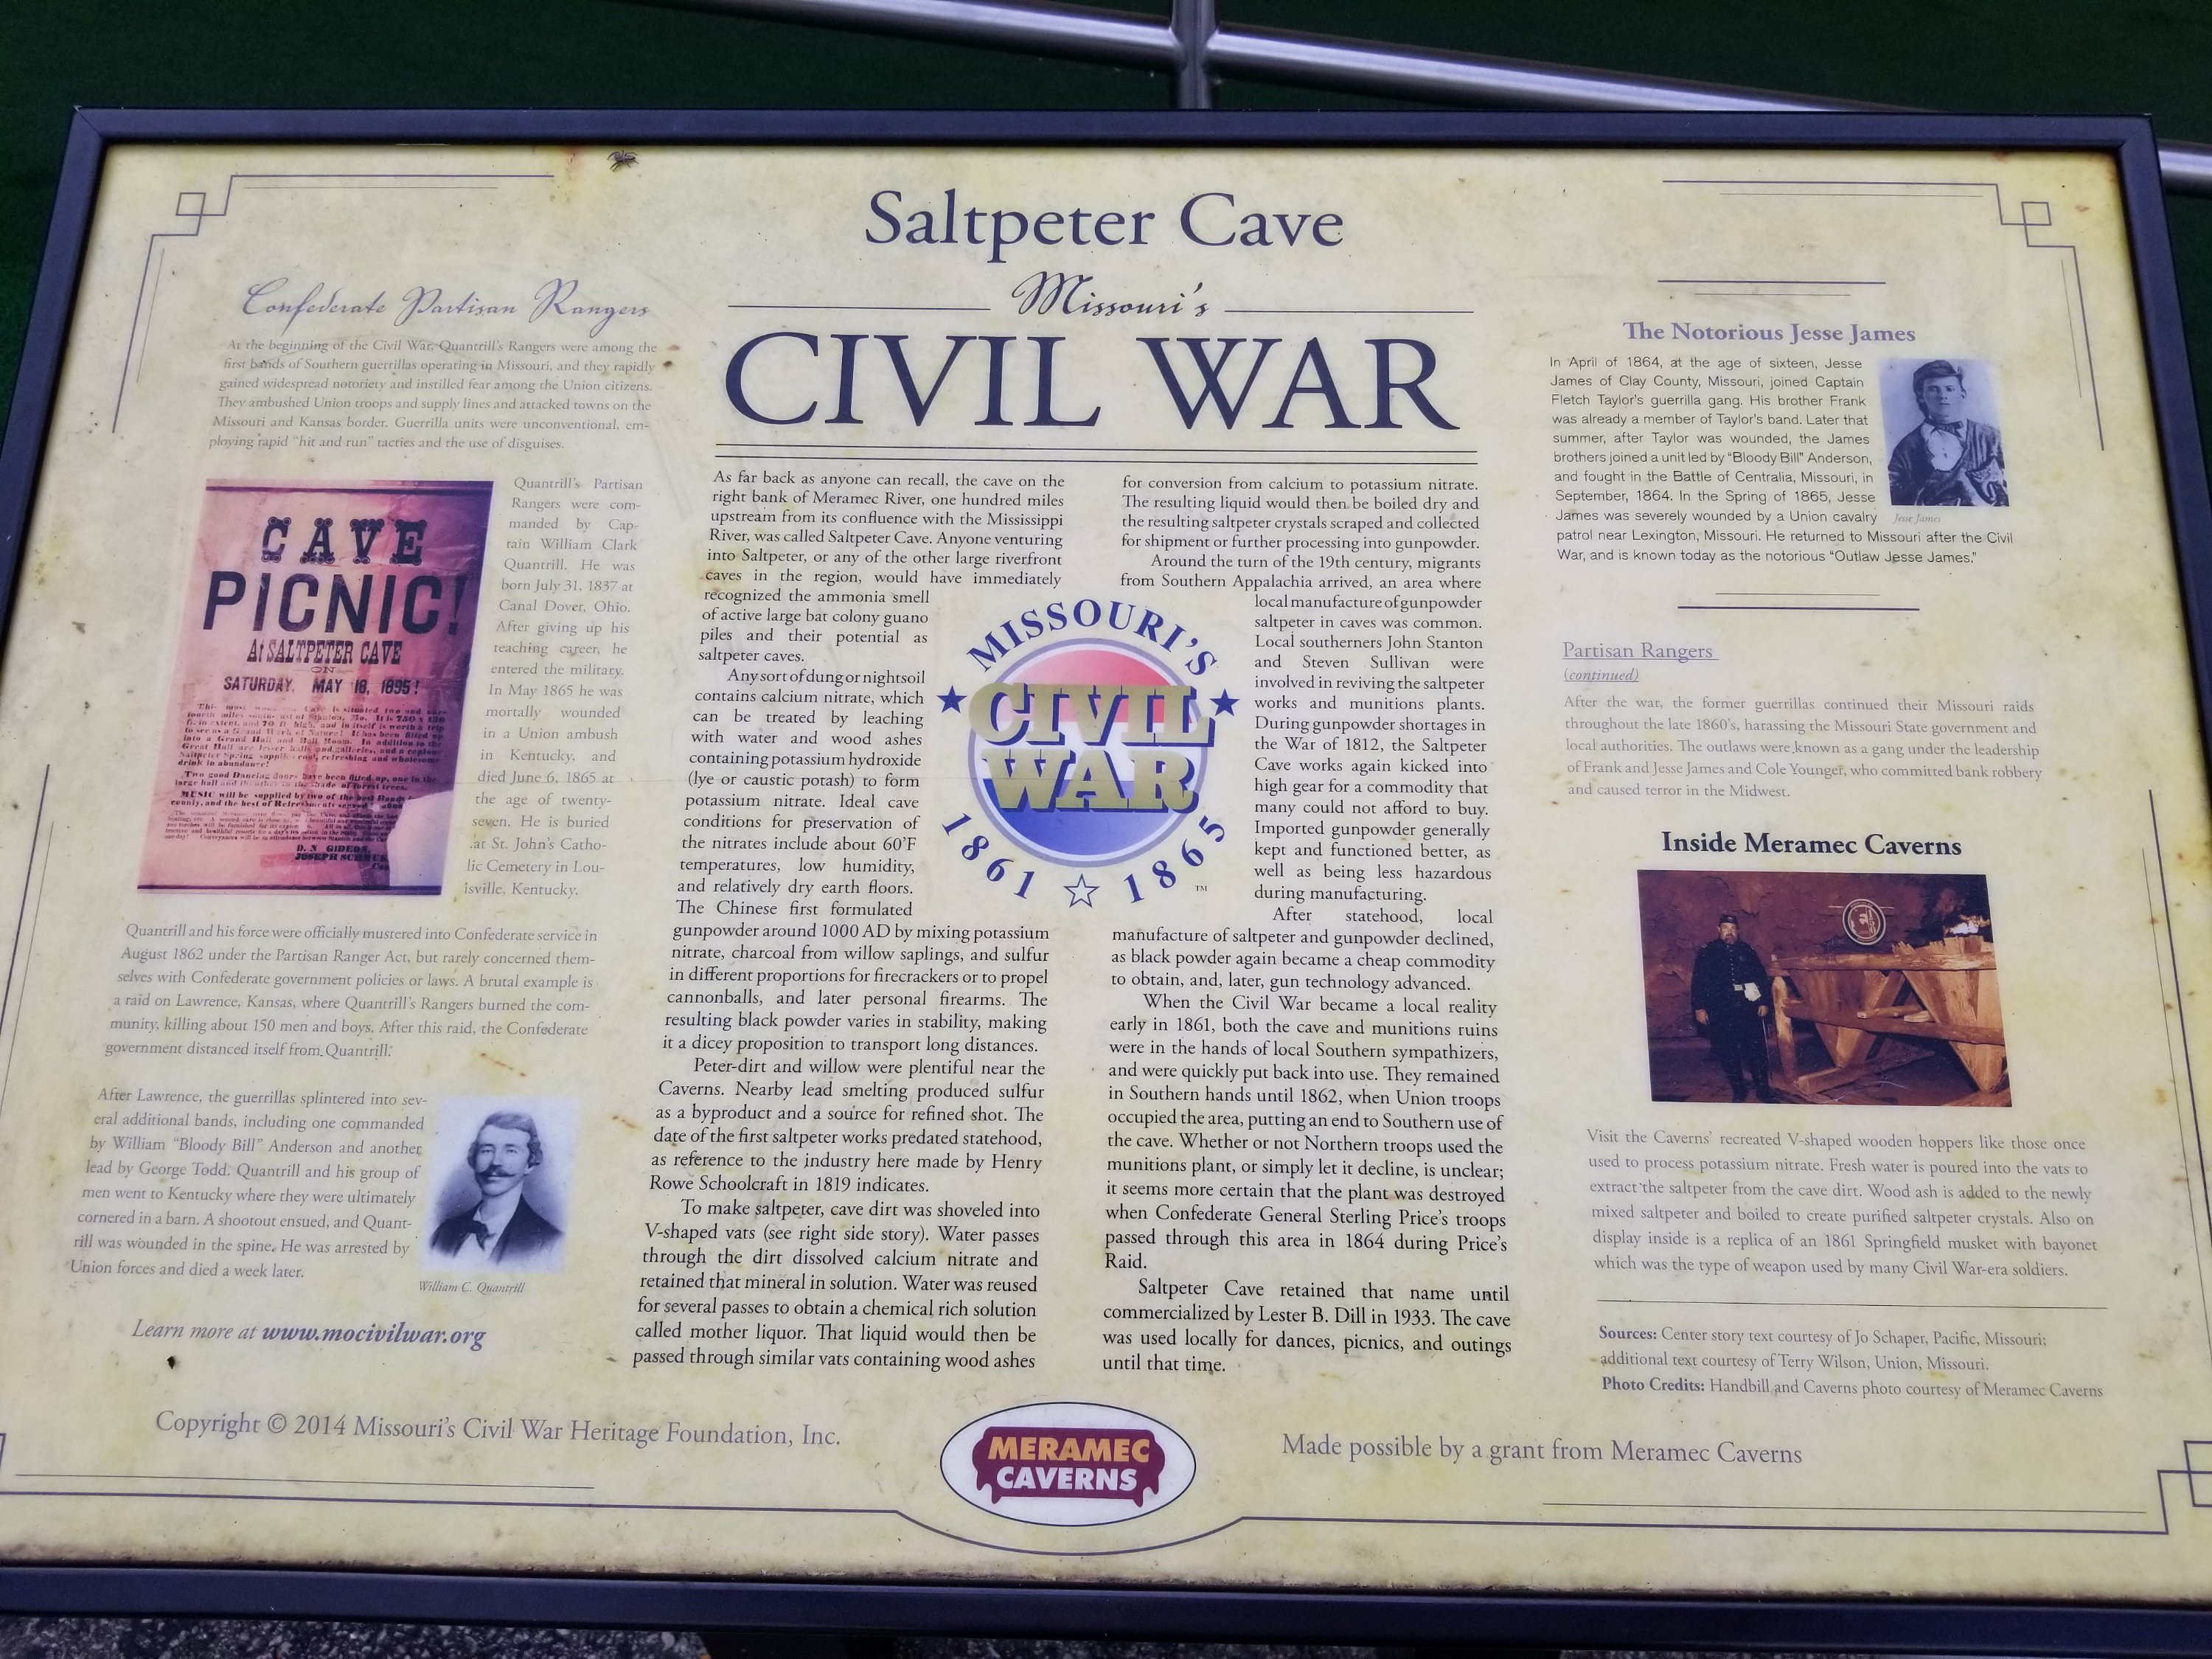 Saltpeter Cave
Missouri's
CIVIL WAR
Confederate Partisan Rangers
At the beginning of the Civil War, Quantrill's Rangers were among the
first bands of Southern guerrillas operating in Missouri, and they rapidly
gained widespread notoriety and instilled fear among the Union citizens.
They ambushed Union troops and supply lines and attacked towns on the
Missouri and Kansas border. Guerrilla units were unconventional, em-
ploying rapid "hit and run" tactics and the use of disguises.
CAVE
PICNIC!
At SALTPETER CAVE
ON
SATURDAY, MAY 18, 1895!
Two good Dancing floors have been fitted up, one in the
large hall and the other in the shade of forest trees.
MUSIC will be supplied by two of the best Bands
county, and the best of Refreshments served
D. N. GIDEON,
JOSEPH
Quantrill's Partisan
Rangers were com-
manded by Cap-
tain William Clark
Quantrill. He was
born July 31, 1837 at
Canal Dover, Ohio.
After giving up his
teaching career, he
entered the military.
In May 1865 he was
mortally wounded
in a Union ambush
in Kentucky, and
died June 6, 1865 at
the age of twenty-
seven. He is buried
at St. John's Catho-
lic Cemetery in Lou-
isville, Kentucky.
Quantrill and his force were officially mustered into Confederate service in
August 1862 under the Partisan Ranger Act, but rarely concerned them-
selves with Confederate government policies or laws. A brutal example is
a raid on Lawrence, Kansas, where Quantrill's Rangers burned the com-
munity, killing about 150 men and boys. After this raid, the Confederate
government distanced itself from Quantrill.
After Lawrence, the guerrillas splintered into sev-
eral additional bands, including one commanded
by William "Bloody Bill" Anderson and another
lead by George Todd. Quantrill and his group of
men went to Kentucky where they were ultimately
cornered in a barn. A shootout ensued, and Quant-
rill was wounded in the spine. He was arrested by
Union forces and died a week later.
William C. Quantrill
Learn more at www.mocivilwar.org
As far back as anyone can recall, the cave on the
right bank of Meramec River, one hundred miles
upstream from its confluence with the Mississippi
River, was called Saltpeter Cave. Anyone venturing
into Saltpeter, or any of the other large riverfront
caves in the region, would have immediately
recognized the ammonia smell
of active large bat colony guano
piles and their potential as
saltpeter caves.
Any sort of dung or nightsoil
contains calcium nitrate, which
can be treated by leaching
with water and wood ashes
containing potassium hydroxide
(lye or caustic potash) to form
potassium nitrate. Ideal cave
conditions for preservation of
the nitrates include about 60'F
temperatures, low humidity,
and relatively dry earth floors.
The Chinese first formulated
gunpowder around 1000 AD by mixing potassium
nitrate, charcoal from willow saplings, and sulfur
in different proportions for firecrackers or to propel
cannonballs, and later personal firearms. The
resulting black powder varies in stability, making
it a dicey proposition to transport long distances.
Peter-dirt and willow were plentiful near the
Caverns. Nearby lead smelting produced sulfur
as a byproduct and a source for refined shot. The
date of the first saltpeter works predated statehood,
as reference to the industry here made by Henry
Rowe Schoolcraft in 1819 indicates.
To make saltpeter, cave dirt was shoveled into
V-shaped vats (see right side story). Water passes
through the dirt dissolved calcium nitrate and
retained that mineral in solution. Water was reused
for several passes to obtain a chemical rich solution
called mother liquor. That liquid would then be
passed through similar vats containing wood ashes
MISSOURI'S
CIVIL
WAR
1861 1865
TM
for conversion from calcium to potassium nitrate.
The resulting liquid would then be boiled dry and
the resulting saltpeter crystals scraped and collected
for shipment or further processing into gunpowder.
Around the turn of the 19th century, migrants
from Southern Appalachia arrived, an area where
local manufacture of gunpowder
saltpeter in caves was common.
Local southerners John Stanton
and Steven Sullivan were
involved in reviving the saltpeter
works and munitions plants.
During gunpowder shortages in
the War of 1812, the Saltpeter
Cave works again kicked into
high gear for a commodity that
many could not afford to buy.
Imported gunpowder generally
kept and functioned better, as
well as being less hazardous
during manufacturing.
After statehood, local
manufacture of saltpeter and gunpowder declined,
as black powder again became a cheap commodity
to obtain, and, later, gun technology advanced.
When the Civil War became a local reality
early in 1861, both the cave and munitions ruins
were in the hands of local Southern sympathizers,
and were quickly put back into use. They remained
in Southern hands until 1862, when Union troops
occupied the area, putting an end to Southern use of
the cave. Whether or not Northern troops used the
munitions plant, or simply let it decline, is unclear;
it seems more certain that the plant was destroyed
when Confederate General Sterling Price's troops
passed through this area in 1864 during Price's
Raid.
Saltpeter Cave retained that name until
commercialized by Lester B. Dill in 1933. The cave
was used locally for dances, picnics, and outings
until that time.
The Notorious Jesse James
In April of 1864, at the age of sixteen, Jesse
James of Clay County, Missouri, joined Captain
Fletch Taylor's guerrilla gang. His brother Frank
was already a member of Taylor's band. Later that
summer, after Taylor was wounded, the James
brothers joined a unit led by "Bloody Bill" Anderson,
and fought in the Battle of Centralia, Missouri, in
September, 1864. In the Spring of 1865, Jesse
James was severely wounded by a Union cavalry
patrol near Lexington, Missouri. He returned to Missouri after the Civil
War, and is known today as the notorious "Outlaw Jesse James."
Jesse James
Partisan Rangers
(continued)
After the war, the former guerrillas continued their Missouri raids
throughout the late 1860's, harassing the Missouri State government and
local authorities. The outlaws were known as a gang under the leadership
of Frank and Jesse James and Cole Younger, who committed bank robbery
and caused terror in the Midwest.
Inside Meramec Caverns
Visit the Caverns' recreated V-shaped wooden hoppers like those once
used to process potassium nitrate. Fresh water is poured into the vats to
extract the saltpeter from the cave dirt. Wood ash is added to the newly
mixed saltpeter and boiled to create purified saltpeter crystals. Also on
display inside is a replica of an 1861 Springfield musket with bayonet
which was the type of weapon used by many Civil War-era soldiers.
Sources: Center story text courtesy of Jo Schaper, Pacific, Missouri;
additional text courtesy of Terry Wilson, Union, Missouri.
Photo Credits: Handbill and Caverns photo courtesy of Meramec Caverns
Copyright © 2014 Missouri's Civil War Heritage Foundation, Inc.
MERAMEC
CAVERNS
Made possible by a grant from Meramec Caverns